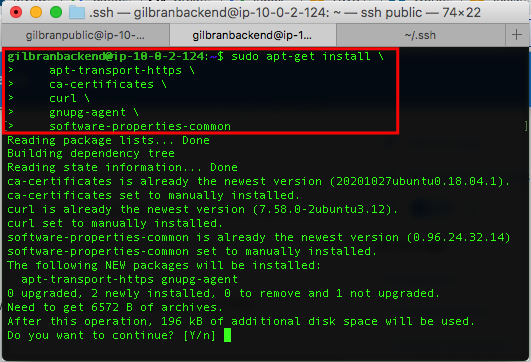 .ssh — gilbranbackend@ip-10-0-2-124: ~ — ssh public — 74×22
gilbranpublic@ip-10-...
gilbranbackend@ip-1...
~/.ssh
+
gilbranbackend@ip-10-0-2-124:~$ sudo apt-get install \
>     apt-transport-https \
>     ca-certificates \
>     curl \
>     gnupg-agent \
>     software-properties-common
Reading package lists... Done
Building dependency tree
Reading state information... Done
ca-certificates is already the newest version (20201027ubuntu0.18.04.1).
ca-certificates set to manually installed.
curl is already the newest version (7.58.0-2ubuntu3.12).
curl set to manually installed.
software-properties-common is already the newest version (0.96.24.32.14)
software-properties-common set to manually installed.
The following NEW packages will be installed:
  apt-transport-https gnupg-agent
0 upgraded, 2 newly installed, 0 to remove and 1 not upgraded.
Need to get 6572 B of archives.
After this operation, 196 kB of additional disk space will be used.
Do you want to continue? [Y/n]